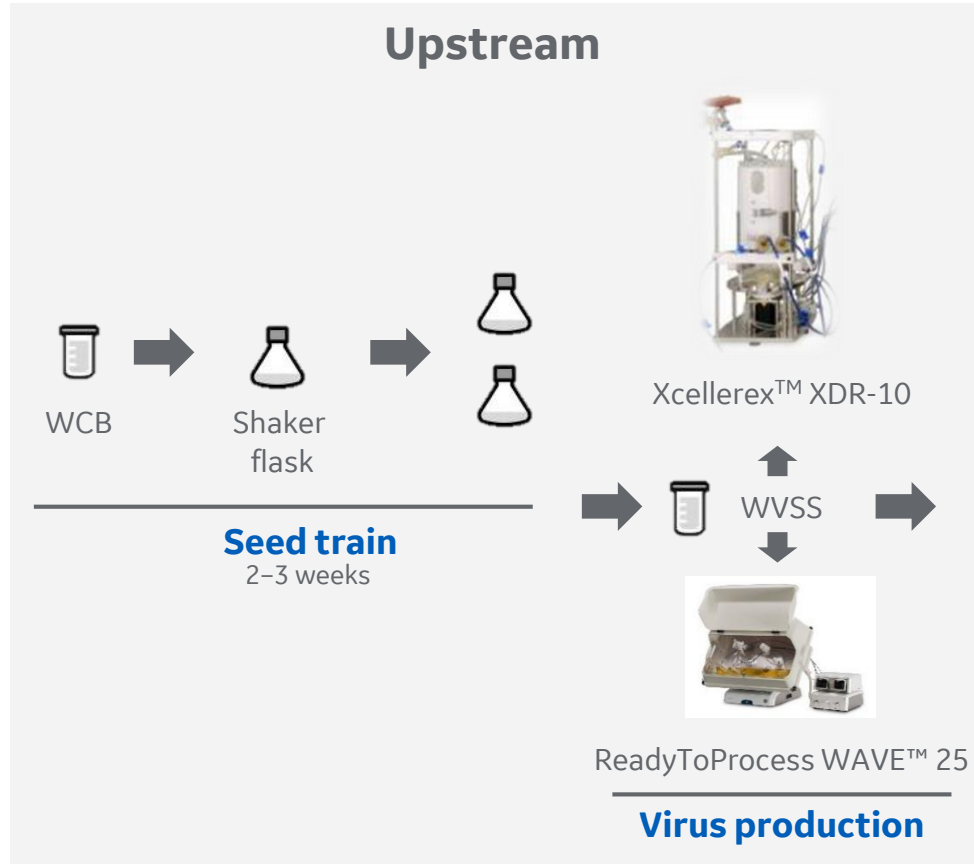 Upstream
WCB
Shaker
flask
Seed train
2–3 weeks
Xcellerex™ XDR-10
WVSS
ReadyToProcess WAVE™ 25
Virus production